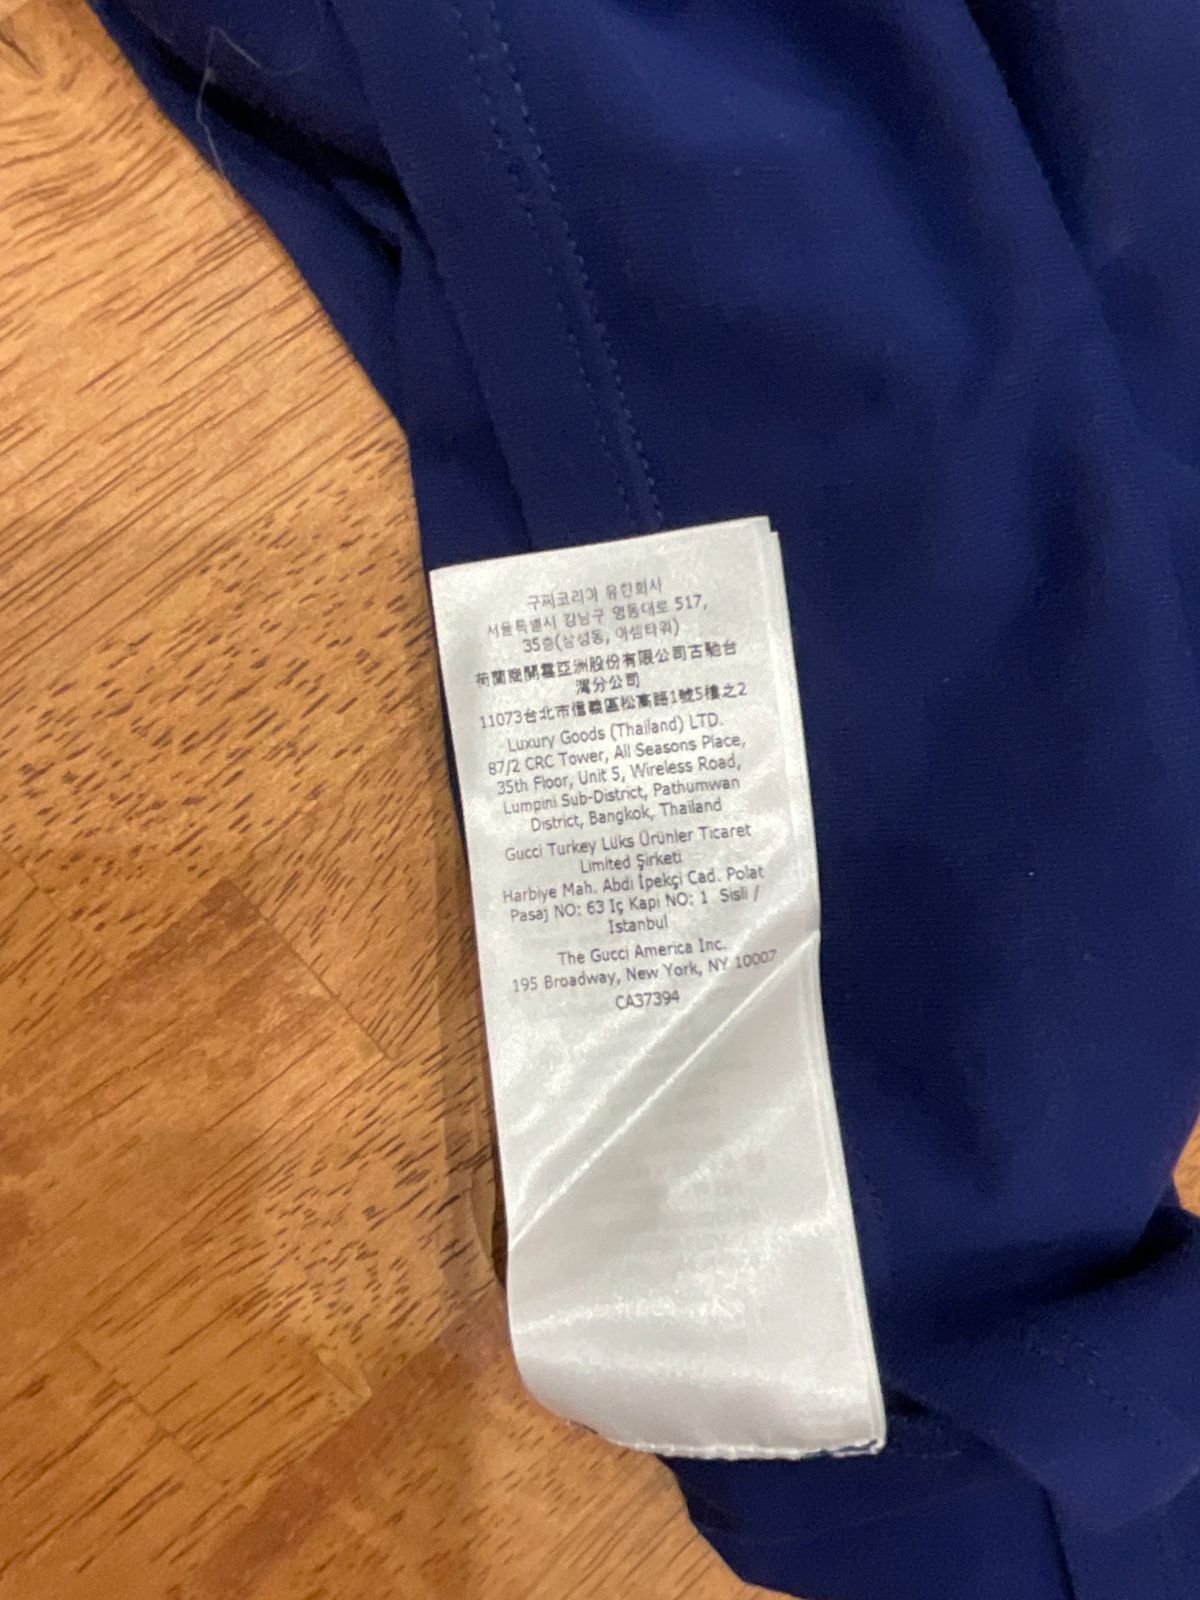 구찌코리아 유한회사
서울특별시 강남구 영동대로 517,
35층(삼성동, 아셈타워)
荷蘭商開雲亞洲股份有限公司古馳台
灣分公司
11073台北市信義區松高路1號5樓之2
Luxury Goods (Thailand) LTD.
87/2 CRC Tower, All Seasons Place,
35th Floor, Unit 5, Wireless Road,
Lumpini Sub-District, Pathumwan
District, Bangkok, Thailand
Gucci Turkey Lüks Ürünler Ticaret
Limited Şirketi
Harbiye Mah. Abdi İpekçi Cad. Polat
Pasaj NO: 63 Iç Kapi NO: 1 Sisli /
Istanbul
The Gucci America Inc.
195 Broadway, New York, NY 10007
CA37394